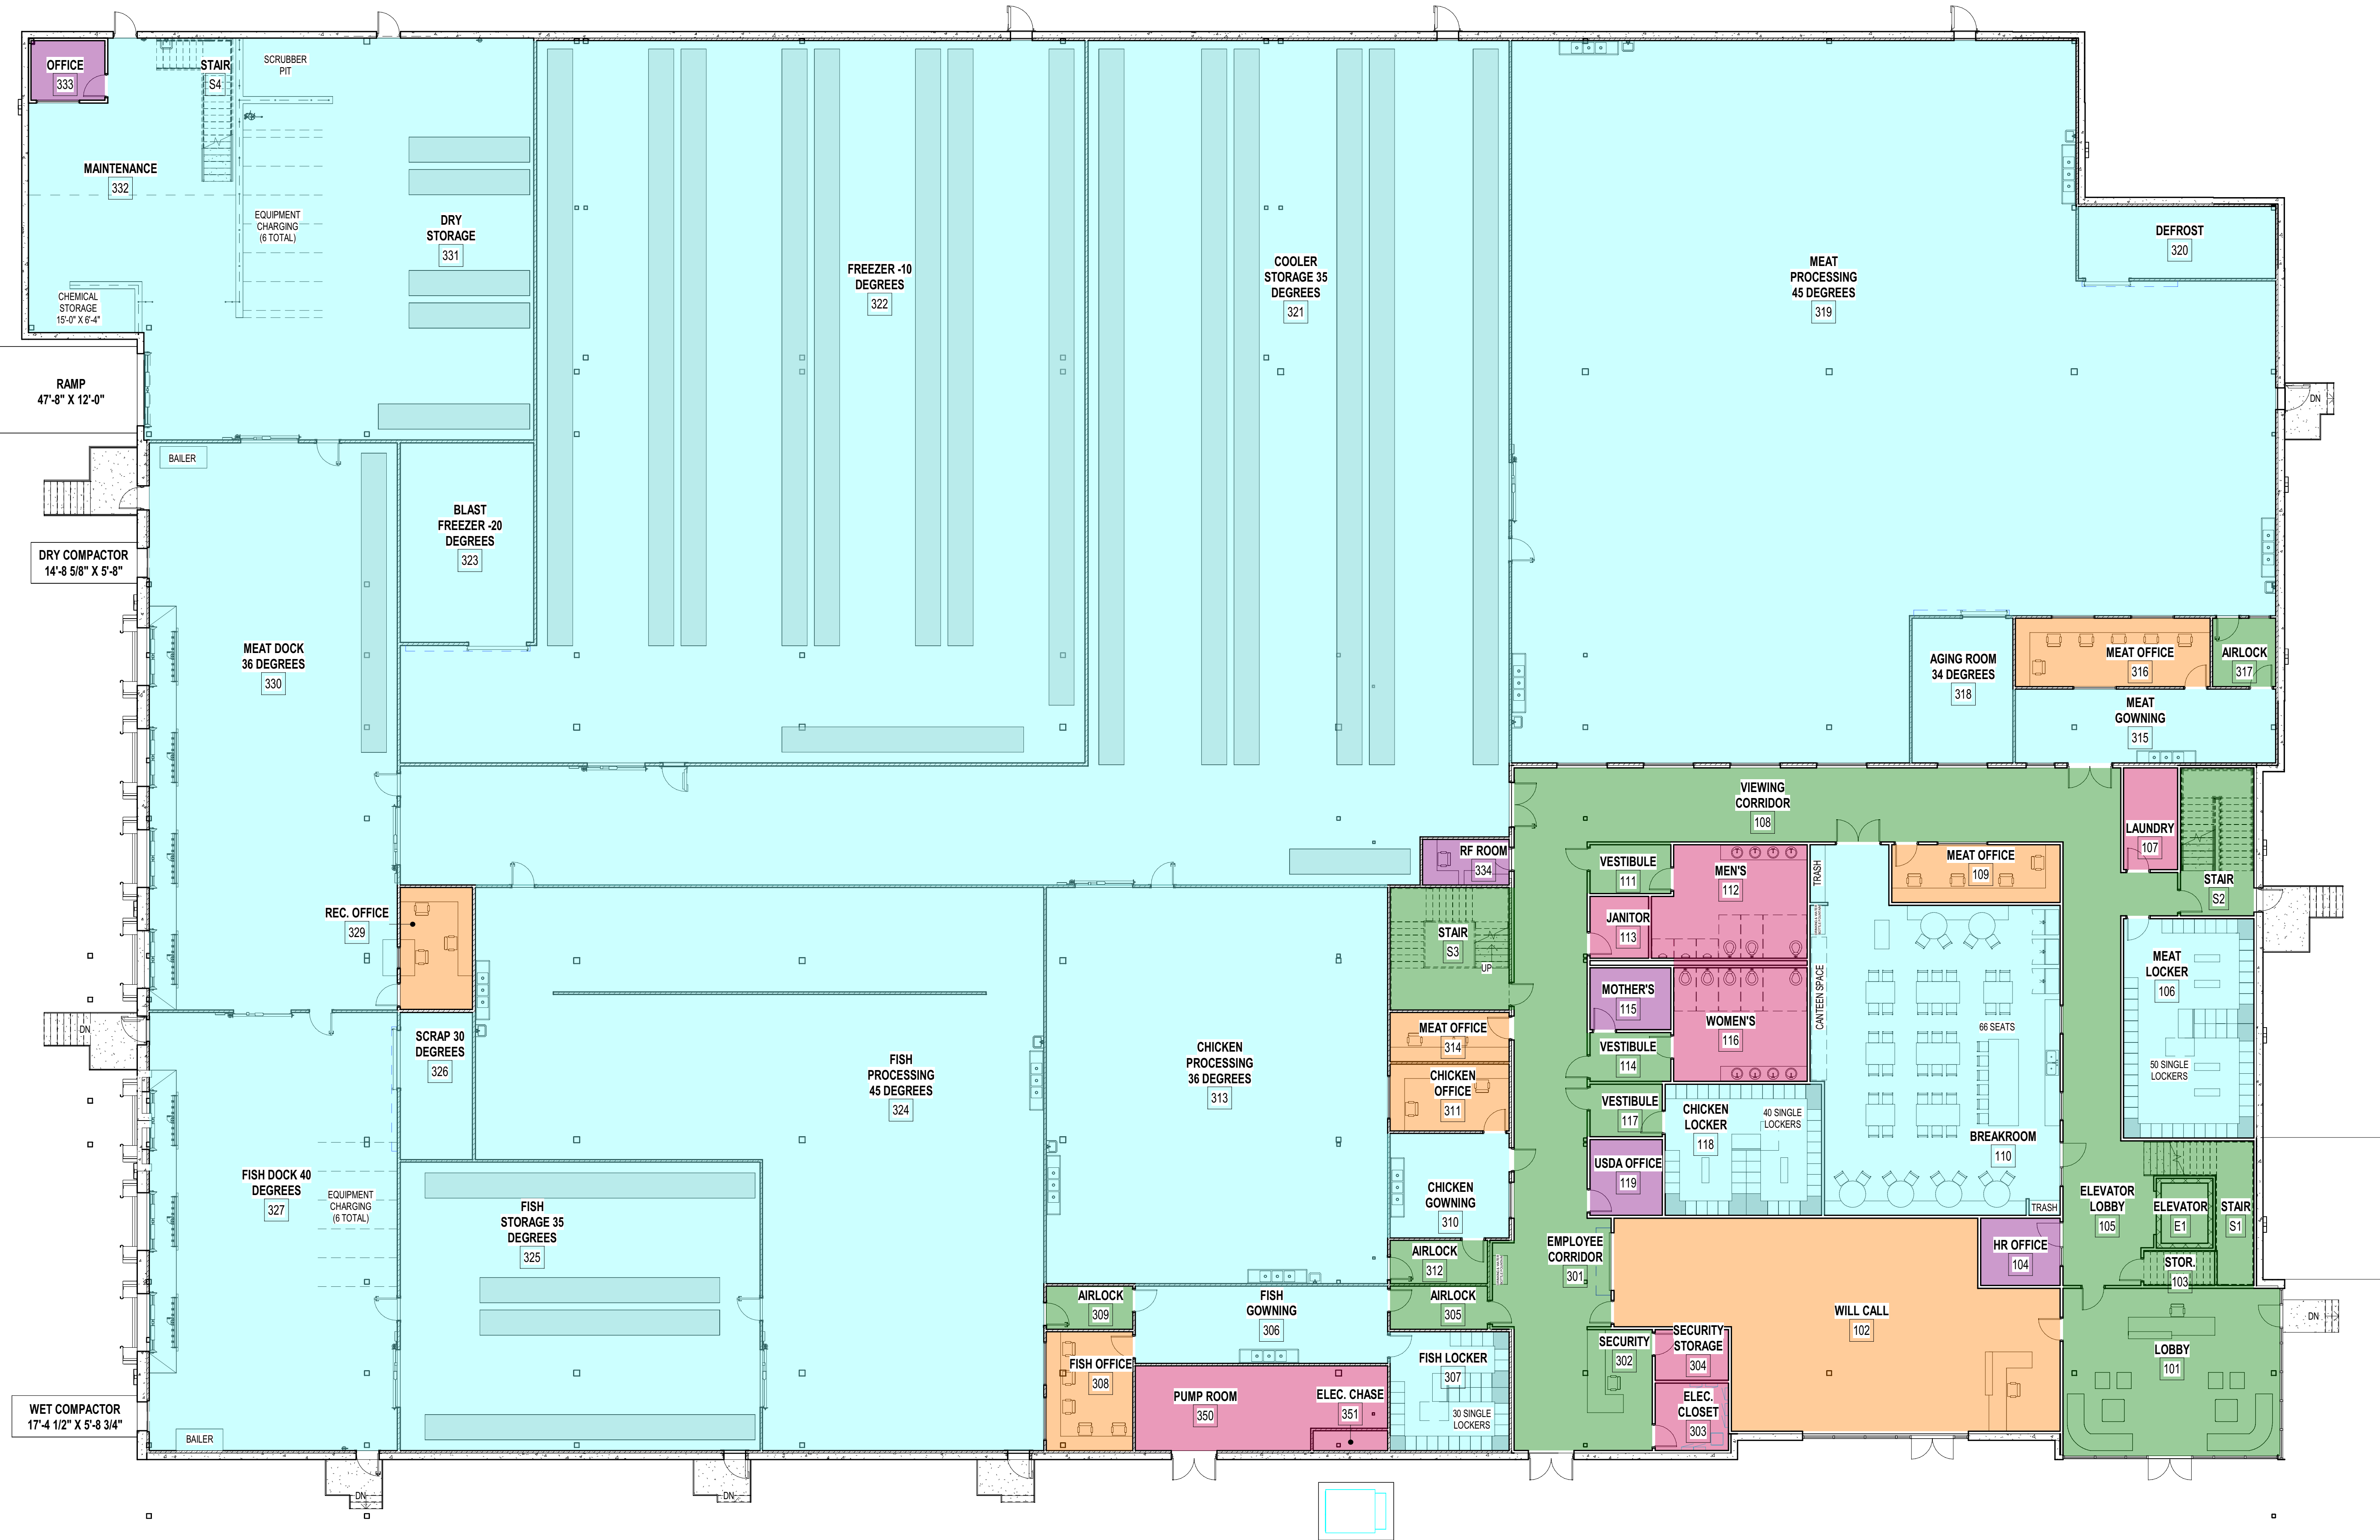 OFFICE
333
STAIR
S4
SCRUBBER
PIT
MAINTENANCE
332
EQUIPMENT
CHARGING
(6 TOTAL)
DRY
STORAGE
331
CHEMICAL
STORAGE
15'-0" X 6'-4"
FREEZER -10
DEGREES
322
COOLER
STORAGE 35
DEGREES
321
MEAT
PROCESSING
45 DEGREES
319
DEFROST
320
RAMP
47'-8" X 12'-0"
DN
BAILER
BLAST
FREEZER -20
DEGREES
323
DRY COMPACTOR
14'-8 5/8" X 5'-8"
MEAT DOCK
36 DEGREES
330
AGING ROOM
34 DEGREES
318
MEAT OFFICE
316
AIRLOCK
317
MEAT
GOWNING
315
VIEWING
CORRIDOR
108
LAUNDRY
107
STAIR
S2
RF ROOM
334
VESTIBULE
111
MEN'S
112
TRASH
MEAT OFFICE
109
REC. OFFICE
329
STAIR
S3
UP
JANITOR
113
CANTEEN SPACE
MEAT
LOCKER
106
50 SINGLE
LOCKERS
MOTHER'S
115
WOMEN'S
116
66 SEATS
DN
SCRAP 30
DEGREES
326
FISH
PROCESSING
45 DEGREES
324
CHICKEN
PROCESSING
36 DEGREES
313
MEAT OFFICE
314
VESTIBULE
114
CHICKEN
OFFICE
311
VESTIBULE
117
CHICKEN
LOCKER
118
40 SINGLE
LOCKERS
BREAKROOM
110
USDA OFFICE
119
FISH DOCK 40
DEGREES
327
EQUIPMENT
CHARGING
(6 TOTAL)
FISH
STORAGE 35
DEGREES
325
CHICKEN
GOWNING
310
TRASH
ELEVATOR
LOBBY
105
ELEVATOR
E1
STAIR
S1
AIRLOCK
312
EMPLOYEE
CORRIDOR
301
HR OFFICE
104
STOR.
103
AIRLOCK
309
FISH
GOWNING
306
AIRLOCK
305
WILL CALL
102
DN
FISH OFFICE
308
FISH LOCKER
307
30 SINGLE
LOCKERS
SECURITY
302
SECURITY
STORAGE
304
LOBBY
101
PUMP ROOM
350
ELEC. CHASE
351
ELEC.
CLOSET
303
WET COMPACTOR
17'-4 1/2" X 5'-8 3/4"
BAILER
DN
DN
DN